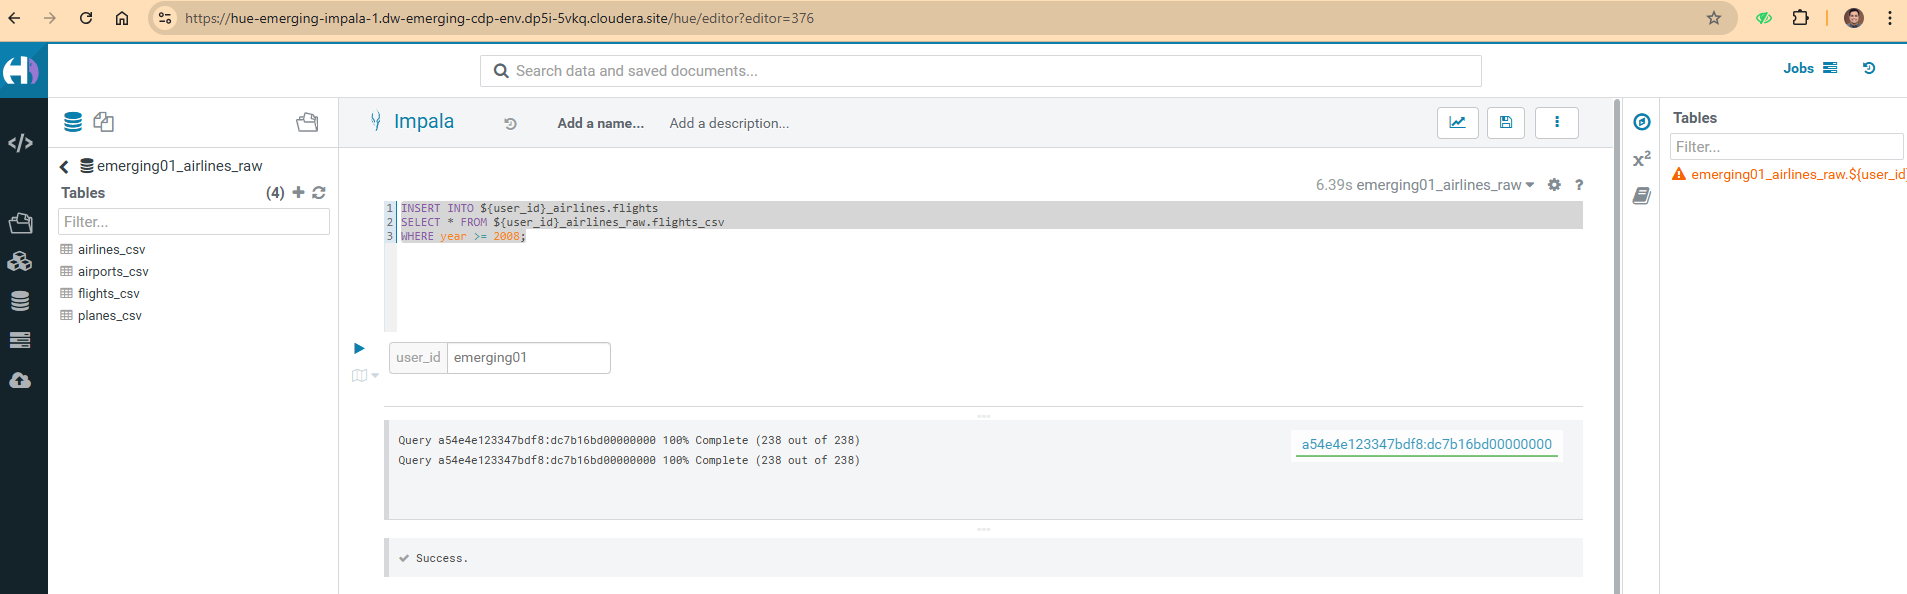 https://hue-emerging-impala-1.dw-emerging-cdp-env.dp5i-5vkq.cloudera.site/hue/editor?editor=376
Search data and saved documents...
Jobs
Impala
Add a name...
Add a description...
emerging01_airlines_raw
Tables (4)
Filter...
airlines_csv
airports_csv
flights_csv
planes_csv
6.39s emerging01_airlines_raw ?
1 INSERT INTO ${user_id}_airlines.flights
2 SELECT * FROM ${user_id}_airlines_raw.flights_csv
3 WHERE year >= 2008;
user_id emerging01
Query a54e4e123347bdf8:dc7b16bd00000000 100% Complete (238 out of 238)
Query a54e4e123347bdf8:dc7b16bd00000000 100% Complete (238 out of 238)
a54e4e123347bdf8:dc7b16bd00000000
Success.
x²
Tables
Filter...
emerging01_airlines_raw.${user_id}